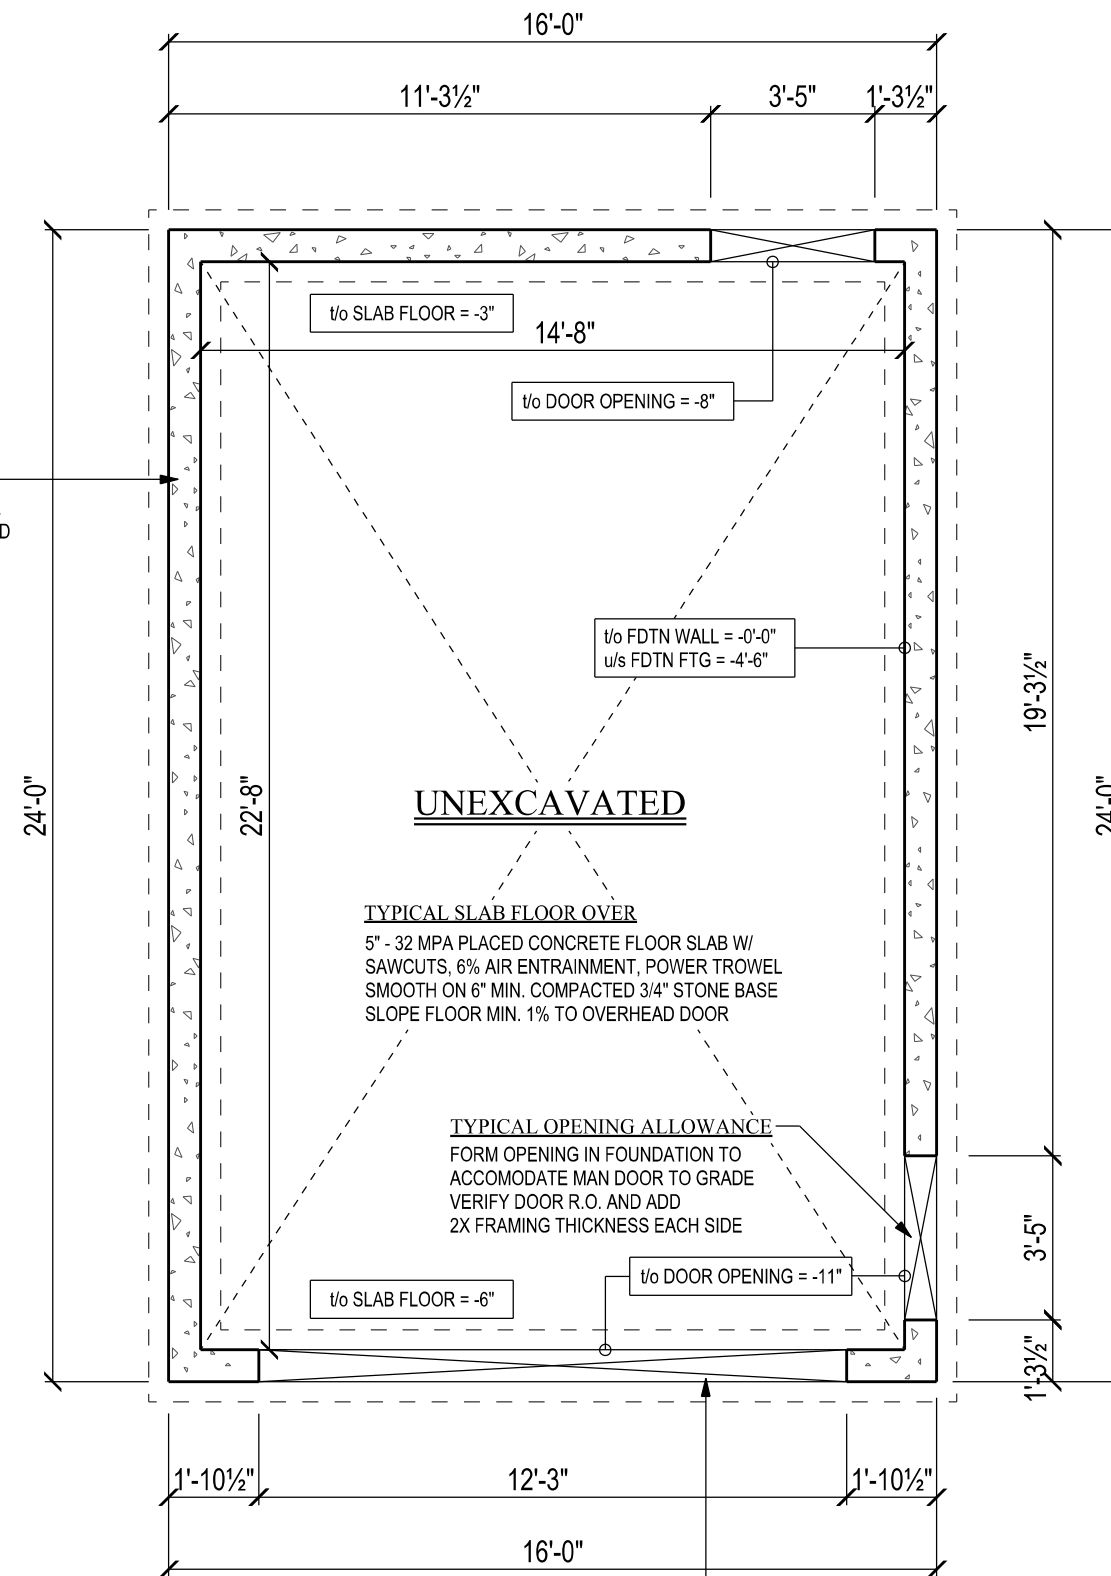 16'-0"
11'-3½"
3'-5"
1'-3½"
t/o SLAB FLOOR = -3"
14'-8"
t/o DOOR OPENING = -8"
D
t/o FDTN WALL = -0'-0"
u/s FDTN FTG = -4'-6"
19'-3½"
24'-0"
22'-8"
UNEXCAVATED
24'-0"
TYPICAL SLAB FLOOR OVER
5" - 32 MPA PLACED CONCRETE FLOOR SLAB W/
SAWCUTS, 6% AIR ENTRAINMENT, POWER TROWEL
SMOOTH ON 6" MIN. COMPACTED 3/4" STONE BASE
SLOPE FLOOR MIN. 1% TO OVERHEAD DOOR
TYPICAL OPENING ALLOWANCE
FORM OPENING IN FOUNDATION TO
ACCOMODATE MAN DOOR TO GRADE
VERIFY DOOR R.O. AND ADD
2X FRAMING THICKNESS EACH SIDE
3'-5"
t/o DOOR OPENING = -11"
t/o SLAB FLOOR = -6"
1'-3½"
1'-10½"
12'-3"
1'-10½"
16'-0"